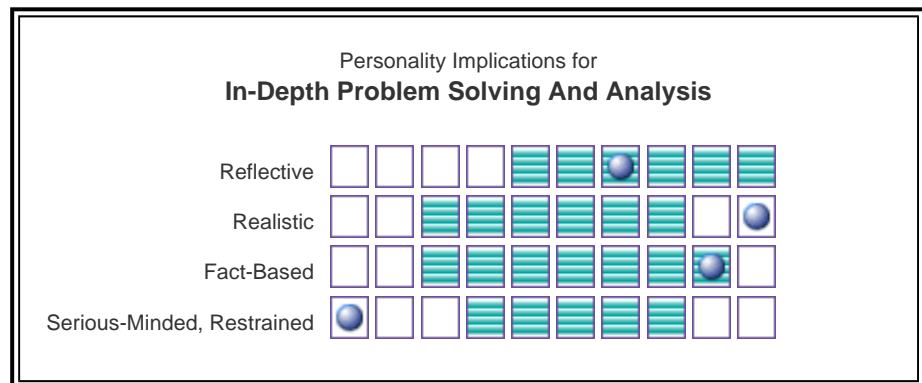 Personality Implications for
In-Depth Problem Solving And Analysis
Reflective
Realistic
Fact-Based
Serious-Minded, Restrained